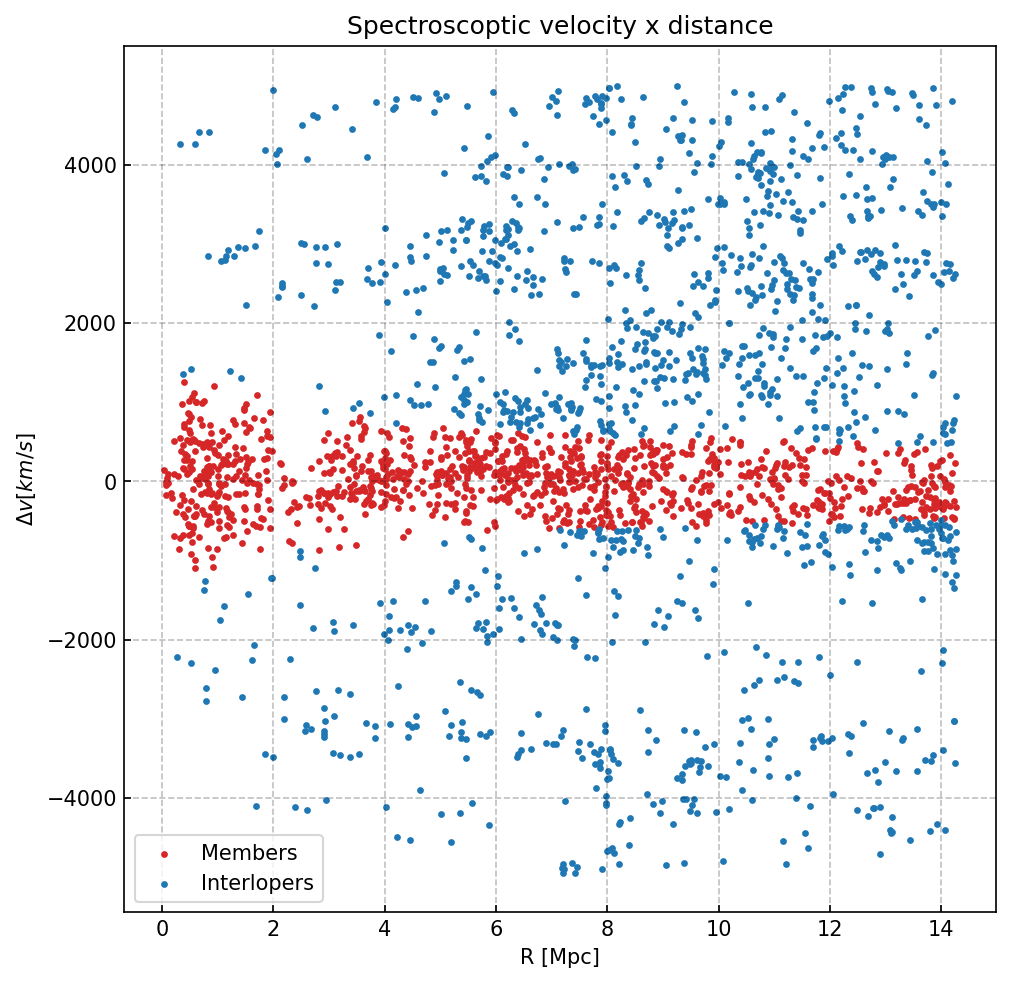 Spectroscoptic velocity x distance
Δv[km/s]
4000
2000
0
−2000
−4000
Members
Interlopers
0 2 4 6 8 10 12 14
R [Mpc]